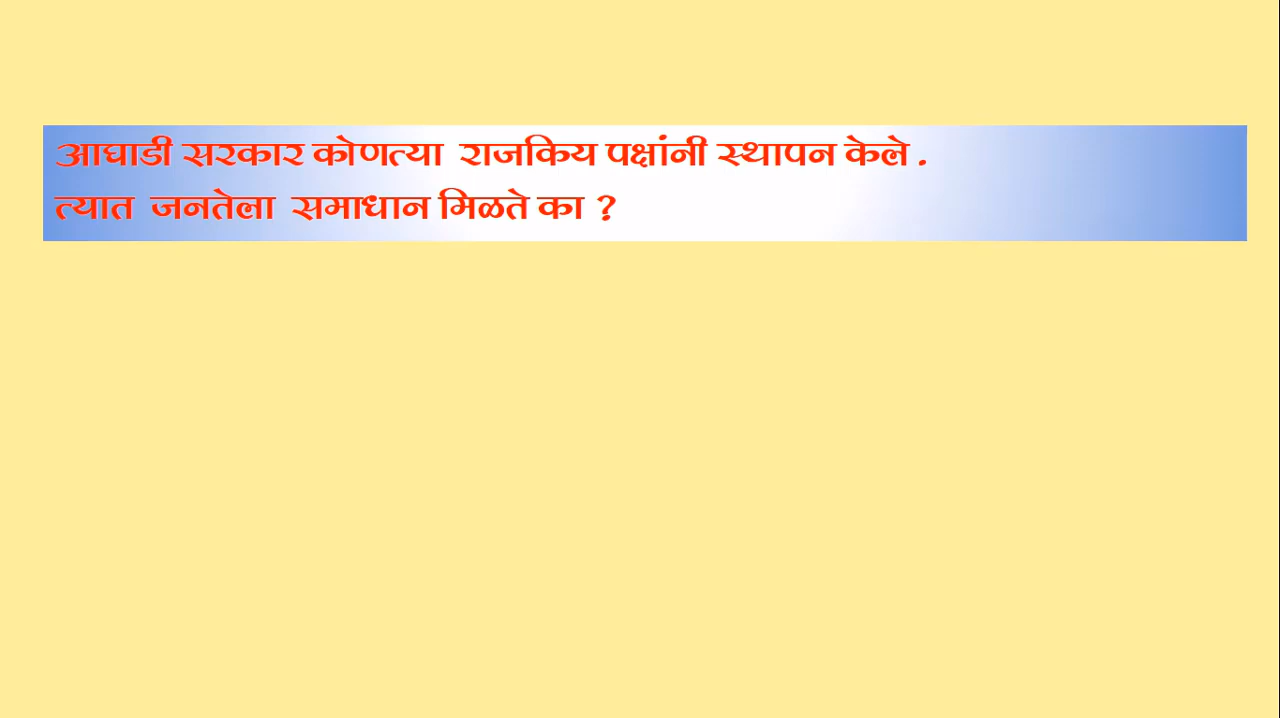 आघाडी सरकार कोणत्या राजकिय पक्षांनी स्थापन केले .
त्यात जनतेला समाधान मिळते का ?